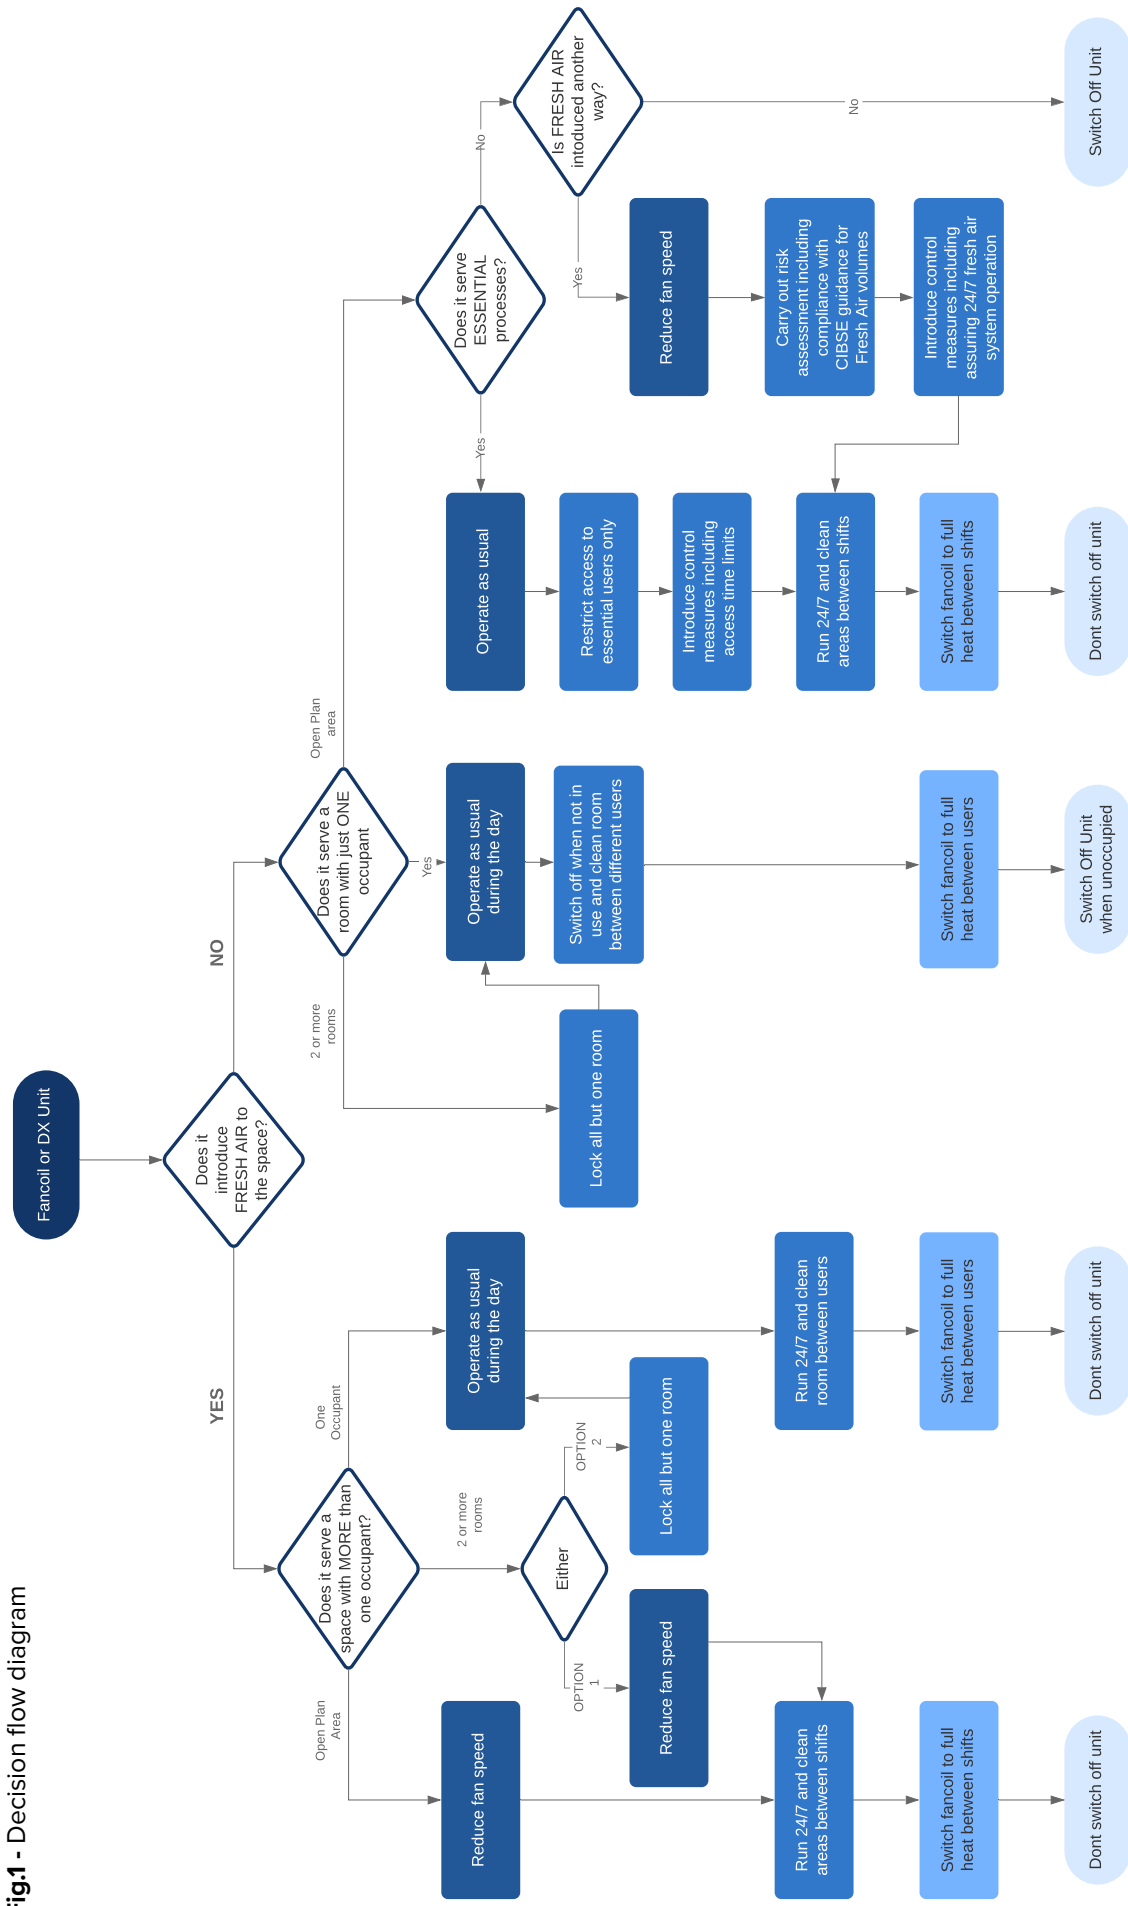 ig.1 - Decision flow diagram
Fancoil or DX Unit
Does it
introduce
FRESH AIR to
the space?
YES
NO
Does it serve a
space with MORE than
one occupant?
Open Plan
Area
2 or more
rooms
One
Occupant
Reduce fan speed
Either
OPTION
1
OPTION
2
Reduce fan speed
Lock all but one room
Operate as usual
during the day
Run 24/7 and clean
areas between shifts
Run 24/7 and clean
room between users
Switch fancoil to full
heat between shifts
Switch fancoil to full
heat between users
Dont switch off unit
Dont switch off unit
Does it serve a
room with just ONE
occupant
2 or more
rooms
Yes
Open Plan
area
Lock all but one room
Operate as usual
during the day
Switch off when not in
use and clean room
between different users
Switch fancoil to full
heat between users
Switch Off Unit
when unoccupied
Does it serve
ESSENTIAL
processes?
Yes
No
Operate as usual
Restrict access to
essential users only
Introduce control
measures including
access time limits
Run 24/7 and clean
areas between shifts
Switch fancoil to full
heat between shifts
Dont switch off unit
Is FRESH AIR
intoduced another
way?
Yes
No
Reduce fan speed
Carry out risk
assessment including
compliance with
CIBSE guidance for
Fresh Air volumes
Introduce control
measures including
assuring 24/7 fresh air
system operation
Switch Off Unit